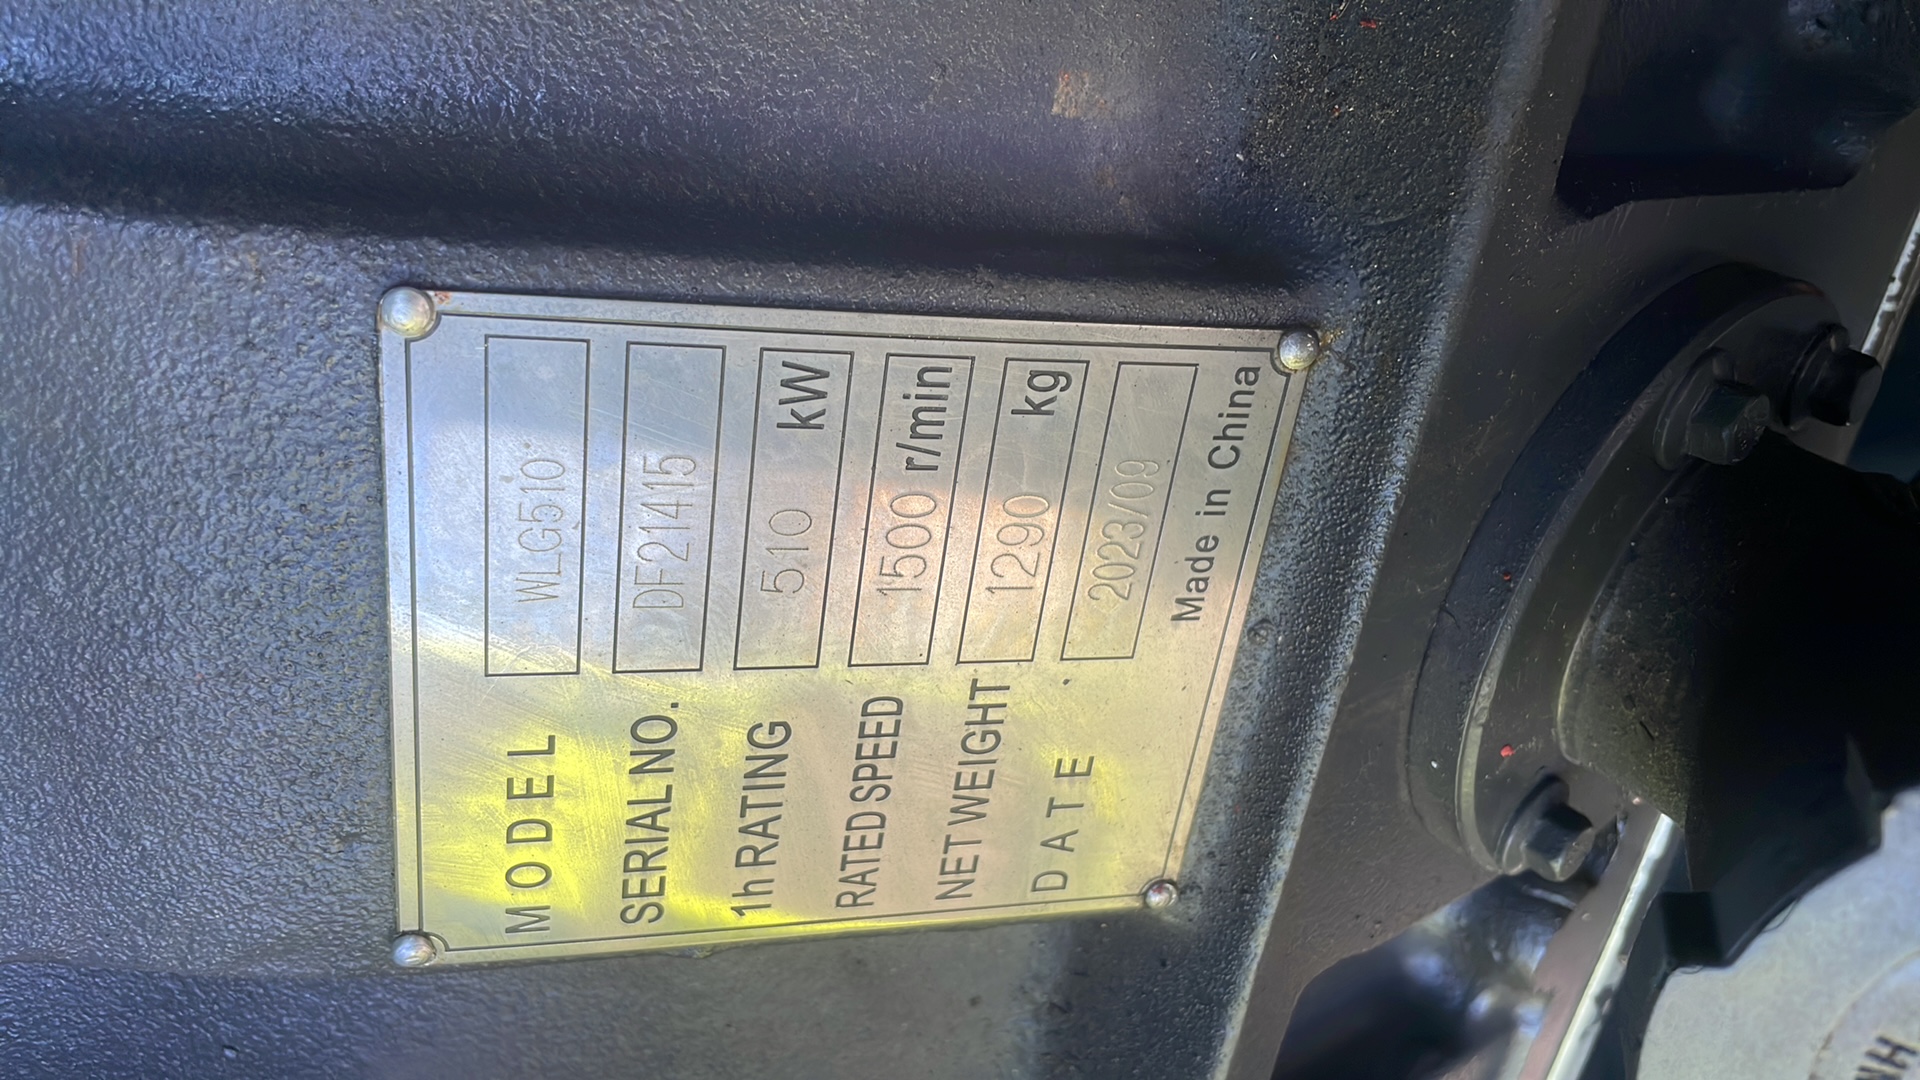 MODEL WLG510
SERIAL NO. DF21415
1h RATING 510 kW
RATED SPEED 1500 r/min
NET WEIGHT 1290 kg
DATE 2023/09
Made in China